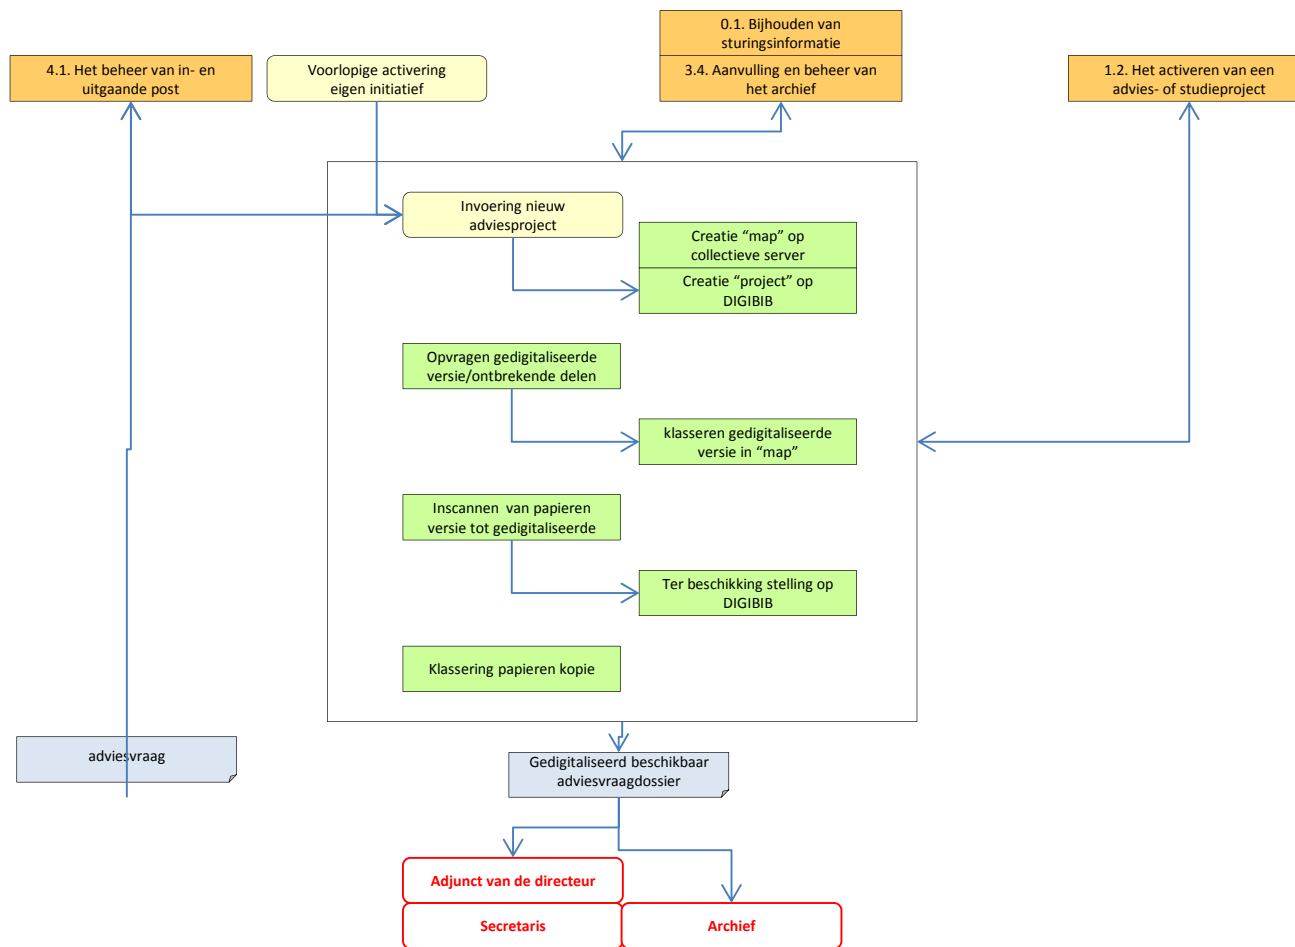 0.1. Bijhouden van
sturingsinformatie
4.1. Het beheer van in- en
uitgaande post
Voorlopige activering
eigen initiatief
3.4. Aanvulling en beheer van
het archief
1.2. Het activeren van een
advies- of studieproject
Invoering nieuw
adviesproject
Creatie “map” op
collectieve server
Creatie “project” op
DIGIBIB
Opvragen gedigitaliseerde
versie/ontbrekende delen
klasseren gedigitaliseerde
versie in “map”
Inscannen  van papieren
versie tot gedigitaliseerde
Ter beschikking stelling op
DIGIBIB
Klassering papieren kopie
adviesvraag
Gedigitaliseerd beschikbaar
adviesvraagdossier
Adjunct van de directeur
Secretaris
Archief